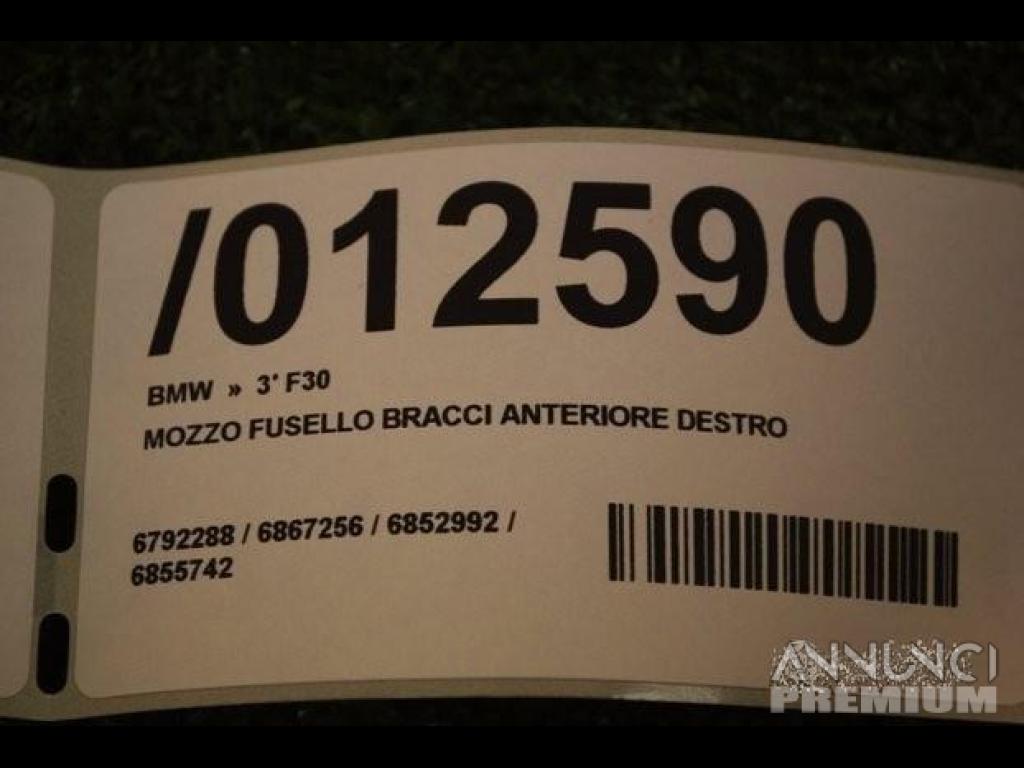 /012590
BMW » 3' F30
MOZZO FUSELLO BRACCI ANTERIORE DESTRO
6792288 / 6867256 / 6852992 /
6855742
ANNUNCI
PREMIUM